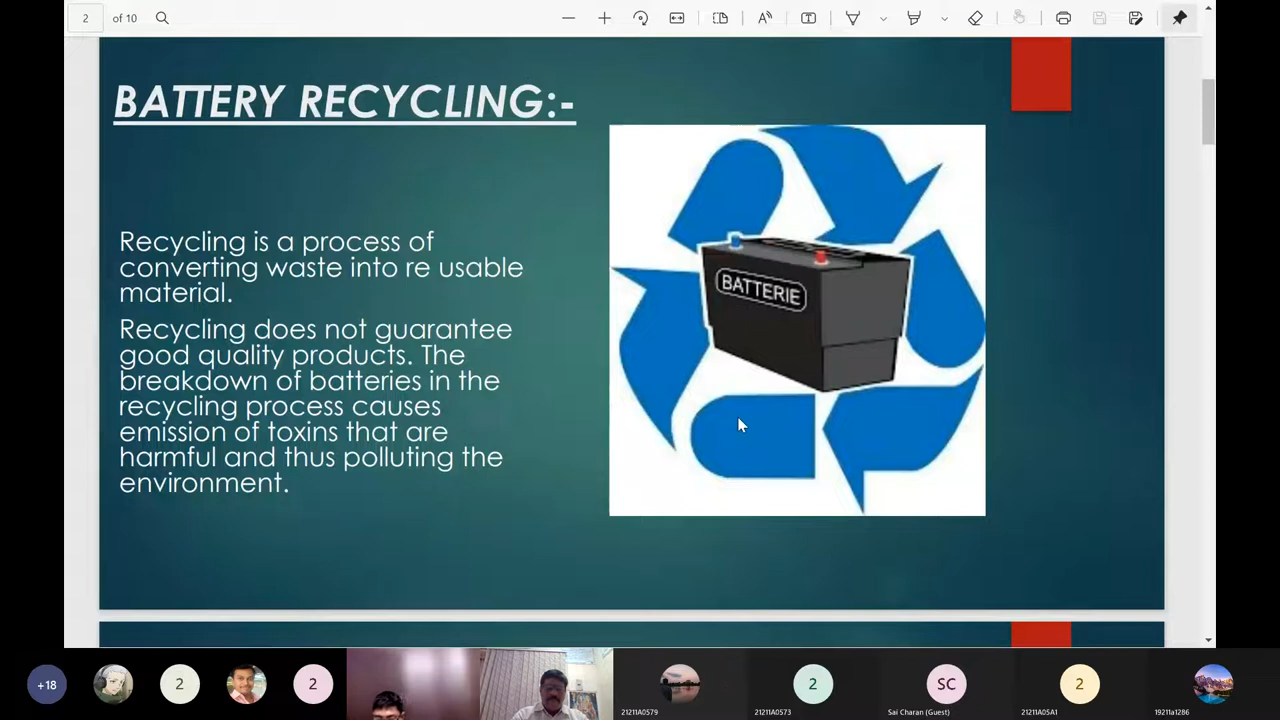 2 of 10
BATTERY RECYCLING:-
Recycling is a process of
converting waste into re usable
material.
Recycling does not guarantee
good quality products. The
breakdown of batteries in the
recycling process causes
emission of toxins that are
harmful and thus polluting the
environment.
BATTERIE
+18
2
2
2
SC
2
21211A0579
21211A0573
Sai Charan (Guest)
21211A05A1
19211a1286